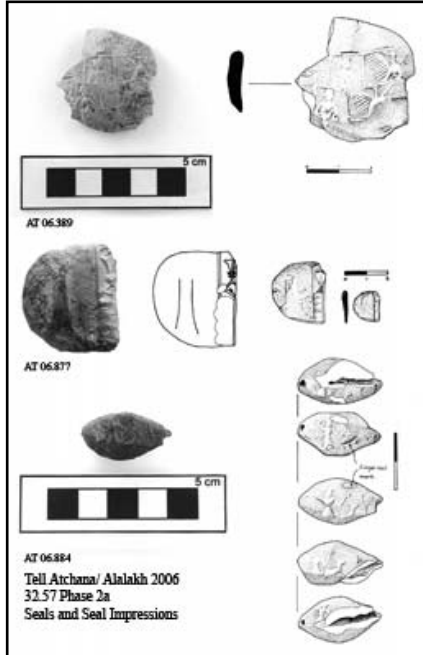 5 cm
AT 06.389
AT 06.877
5 cm
AT 06.884
Tell Atchana/ Alalakh 2006
32.57 Phase 2a
Seals and Seal Impressions